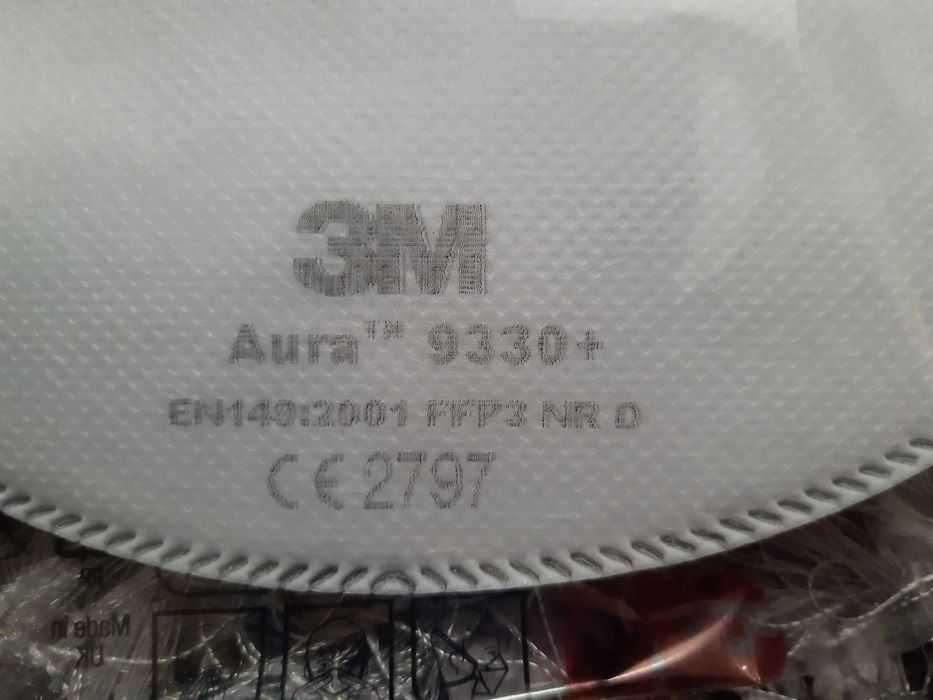 3M
Aura™ 9330+
EN149:2001 FFP3 NR D
CE 2797
Made in
UK